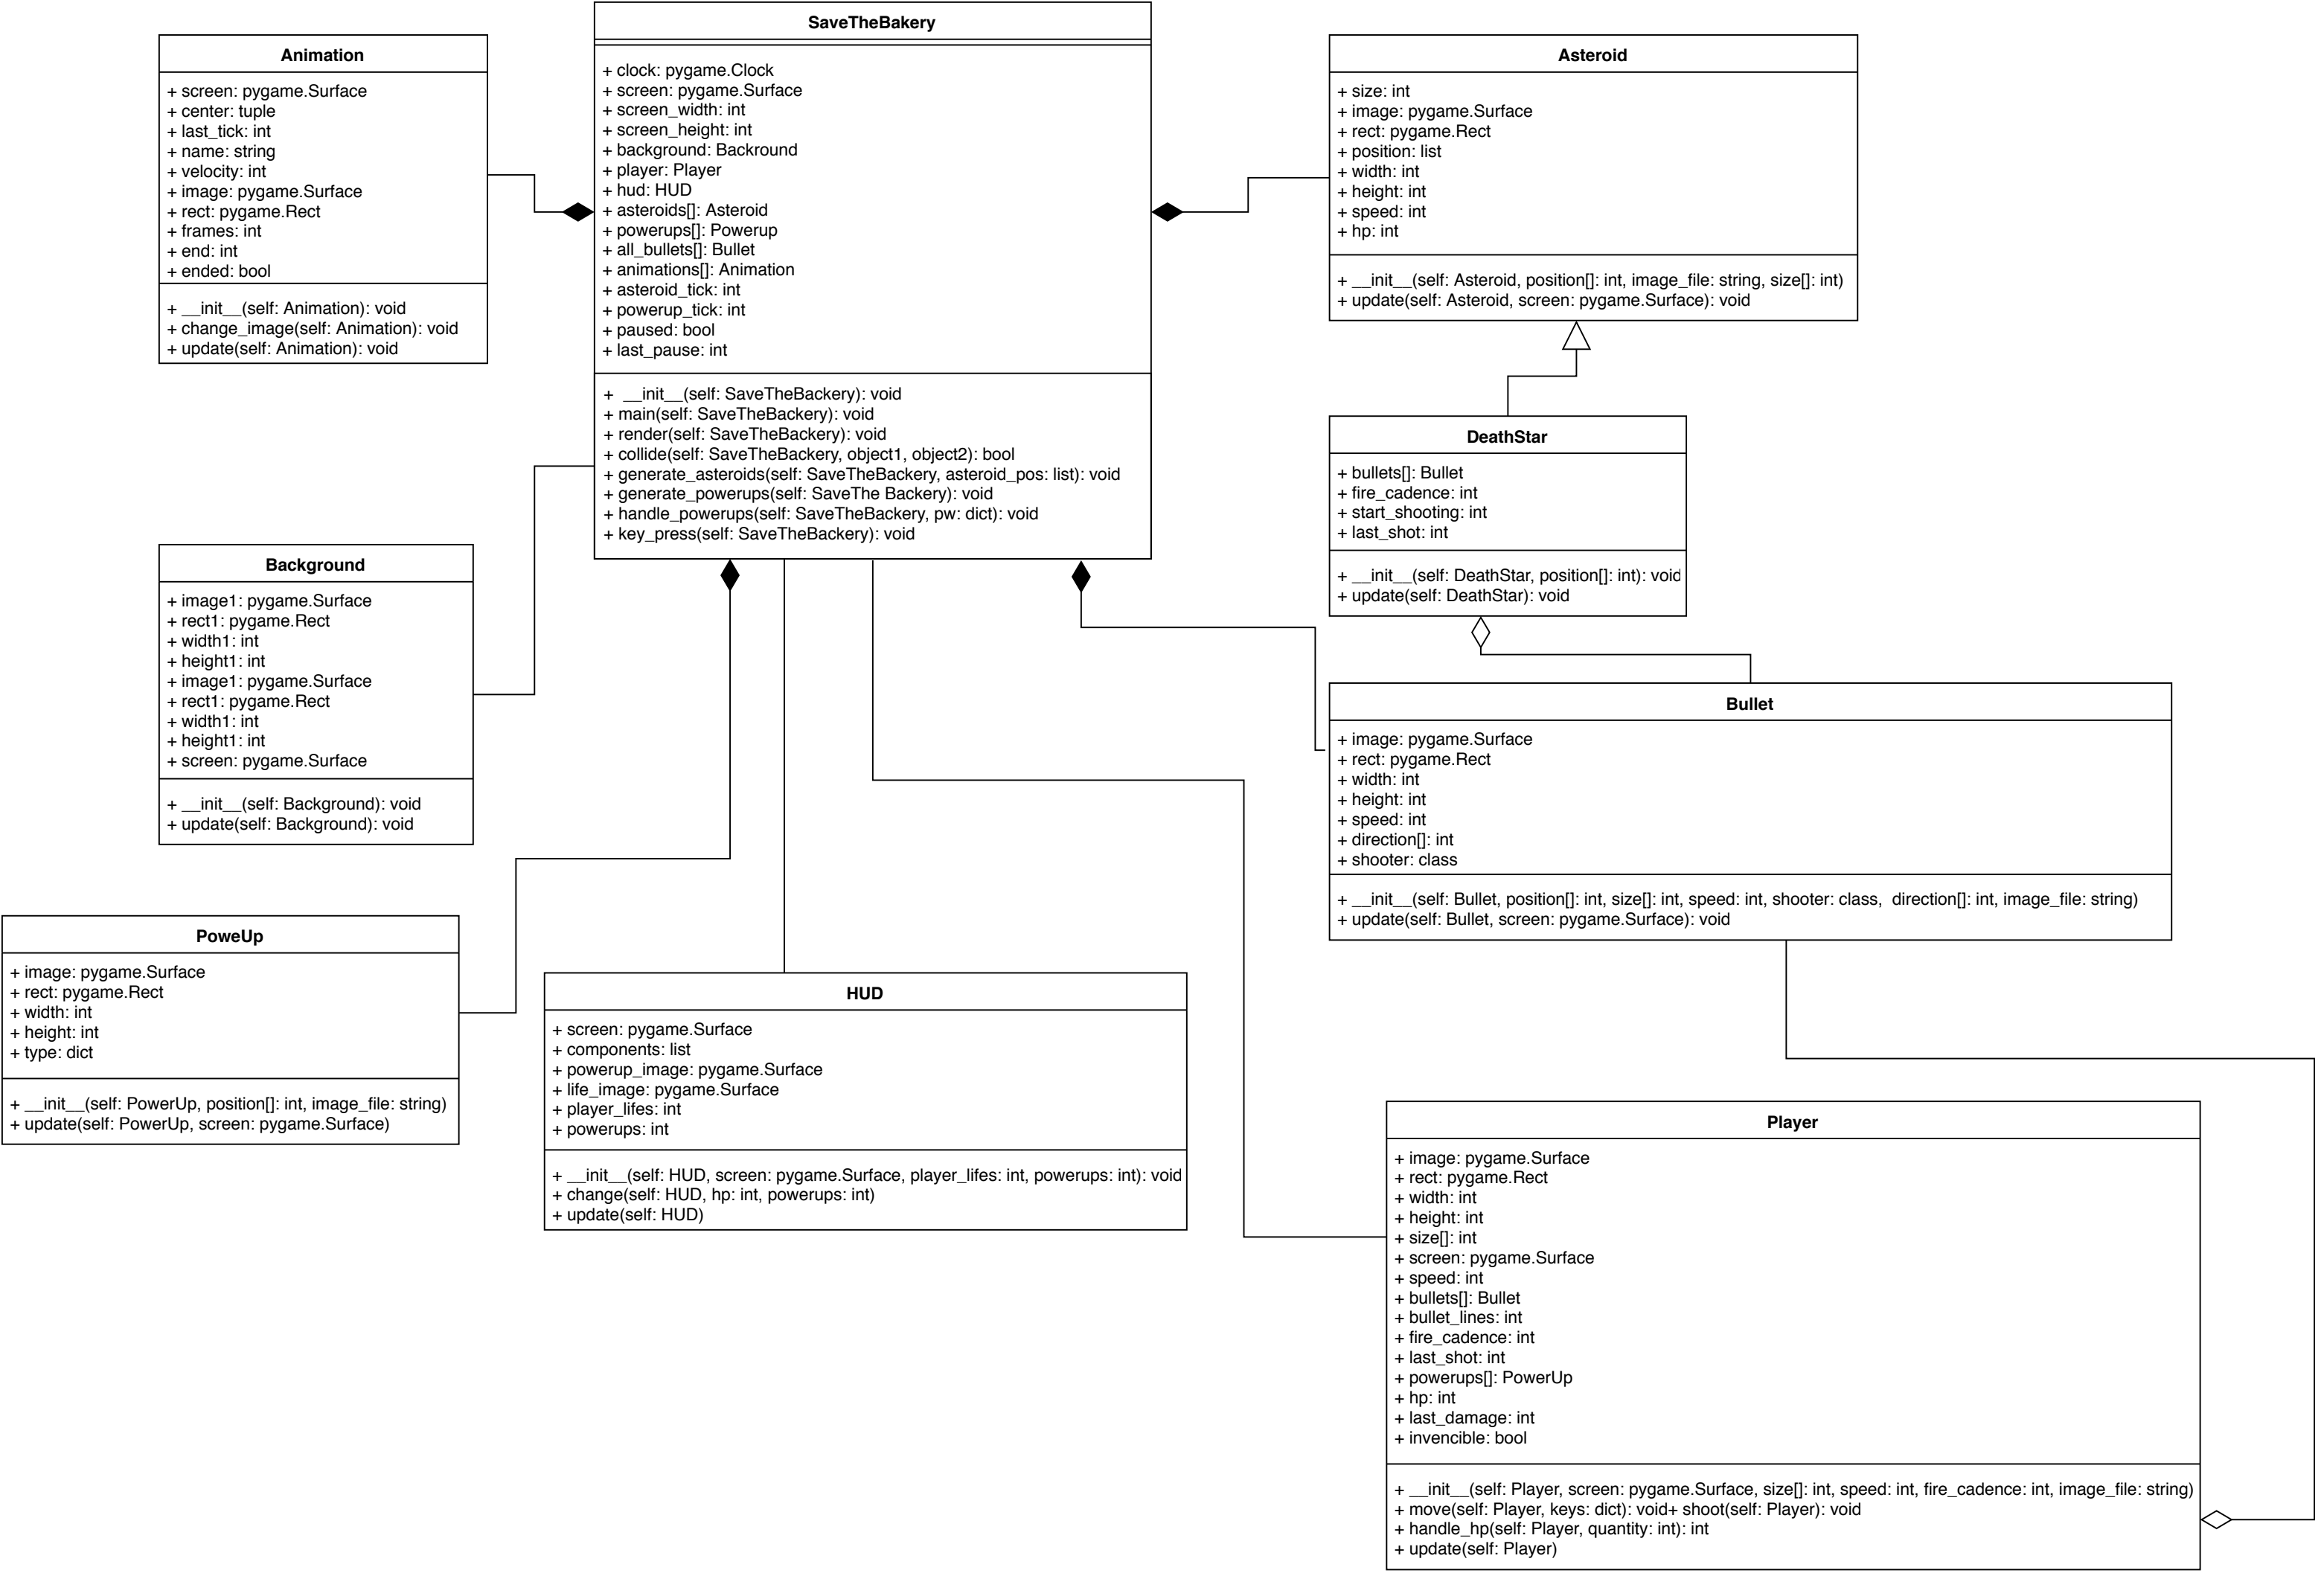 SaveTheBakery
+ clock: pygame.Clock
+ screen: pygame.Surface
+ screen_width: int
+ screen_height: int
+ background: Backround
+ player: Player
+ hud: HUD
+ asteroids[]: Asteroid
+ powerups[]: Powerup
+ all_bullets[]: Bullet
+ animations[]: Animation
+ asteroid_tick: int
+ powerup_tick: int
+ paused: bool
+ last_pause: int
+ __init__(self: SaveTheBackery): void
+ main(self: SaveTheBackery): void
+ render(self: SaveTheBackery): void
+ collide(self: SaveTheBackery, object1, object2): bool
+ generate_asteroids(self: SaveTheBackery, asteroid_pos: list): void
+ generate_powerups(self: SaveThe Backery): void
+ handle_powerups(self: SaveTheBackery, pw: dict): void
+ key_press(self: SaveTheBackery): void
Animation
+ screen: pygame.Surface
+ center: tuple
+ last_tick: int
+ name: string
+ velocity: int
+ image: pygame.Surface
+ rect: pygame.Rect
+ frames: int
+ end: int
+ ended: bool
+ __init__(self: Animation): void
+ change_image(self: Animation): void
+ update(self: Animation): void
Asteroid
+ size: int
+ image: pygame.Surface
+ rect: pygame.Rect
+ position: list
+ width: int
+ height: int
+ speed: int
+ hp: int
+ __init__(self: Asteroid, position[]: int, image_file: string, size[]: int)
+ update(self: Asteroid, screen: pygame.Surface): void
DeathStar
+ bullets[]: Bullet
+ fire_cadence: int
+ start_shooting: int
+ last_shot: int
+ __init__(self: DeathStar, position[]: int): void
+ update(self: DeathStar): void
Background
+ image1: pygame.Surface
+ rect1: pygame.Rect
+ width1: int
+ height1: int
+ image1: pygame.Surface
+ rect1: pygame.Rect
+ width1: int
+ height1: int
+ screen: pygame.Surface
+ __init__(self: Background): void
+ update(self: Background): void
Bullet
+ image: pygame.Surface
+ rect: pygame.Rect
+ width: int
+ height: int
+ speed: int
+ direction[]: int
+ shooter: class
+ __init__(self: Bullet, position[]: int, size[]: int, speed: int, shooter: class, direction[]: int, image_file: string)
+ update(self: Bullet, screen: pygame.Surface): void
PoweUp
+ image: pygame.Surface
+ rect: pygame.Rect
+ width: int
+ height: int
+ type: dict
+ __init__(self: PowerUp, position[]: int, image_file: string)
+ update(self: PowerUp, screen: pygame.Surface)
HUD
+ screen: pygame.Surface
+ components: list
+ powerup_image: pygame.Surface
+ life_image: pygame.Surface
+ player_lifes: int
+ powerups: int
+ __init__(self: HUD, screen: pygame.Surface, player_lifes: int, powerups: int): void
+ change(self: HUD, hp: int, powerups: int)
+ update(self: HUD)
Player
+ image: pygame.Surface
+ rect: pygame.Rect
+ width: int
+ height: int
+ size[]: int
+ screen: pygame.Surface
+ speed: int
+ bullets[]: Bullet
+ bullet_lines: int
+ fire_cadence: int
+ last_shot: int
+ powerups[]: PowerUp
+ hp: int
+ last_damage: int
+ invencible: bool
+ __init__(self: Player, screen: pygame.Surface, size[]: int, speed: int, fire_cadence: int, image_file: string)
+ move(self: Player, keys: dict): void+ shoot(self: Player): void
+ handle_hp(self: Player, quantity: int): int
+ update(self: Player)